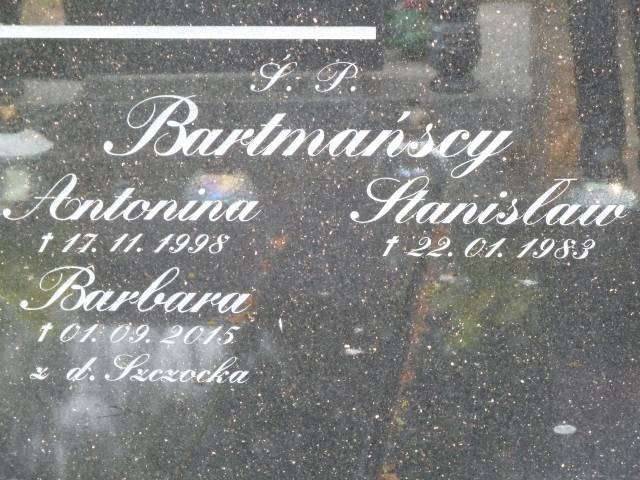 Ś. P.
Bartmańscy
Antonina
† 17. 11. 1998
Stanisław
† 22. 01. 1983
Barbara
† 01. 09. 2015
z d. Szczocka